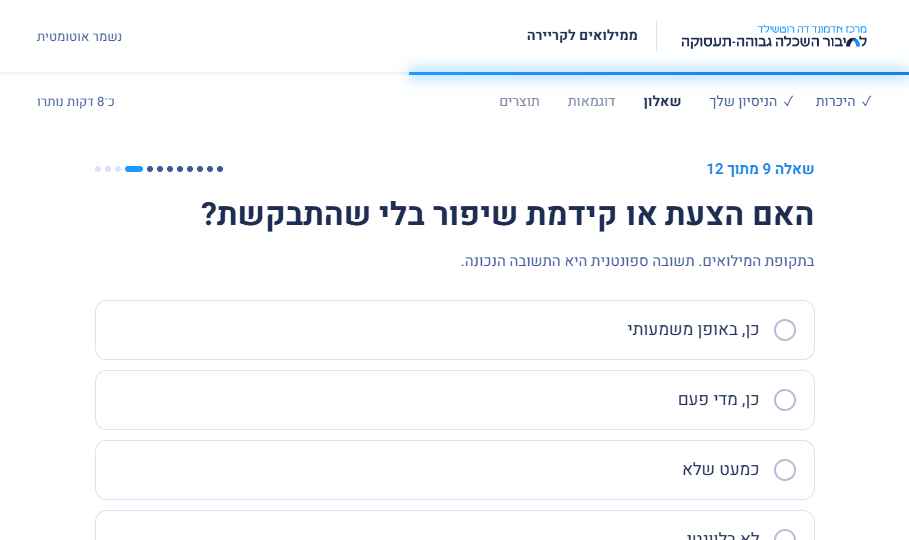 מרכז אדמונד דה רוטשילד
לחיבור השכלה גבוהה-תעסוקה
ממילואים לקריירה
נשמר אוטומטית
✓ היכרות
✓ הניסיון שלך
שאלון
דוגמאות
תוצרים
כ־8 דקות נותרו
שאלה 9 מתוך 12
האם הצעת או קידמת שיפור בלי שהתבקשת?
בתקופת המילואים. תשובה ספונטנית היא התשובה הנכונה.
כן, באופן משמעותי
כן, מדי פעם
כמעט שלא
לא רלוונטי